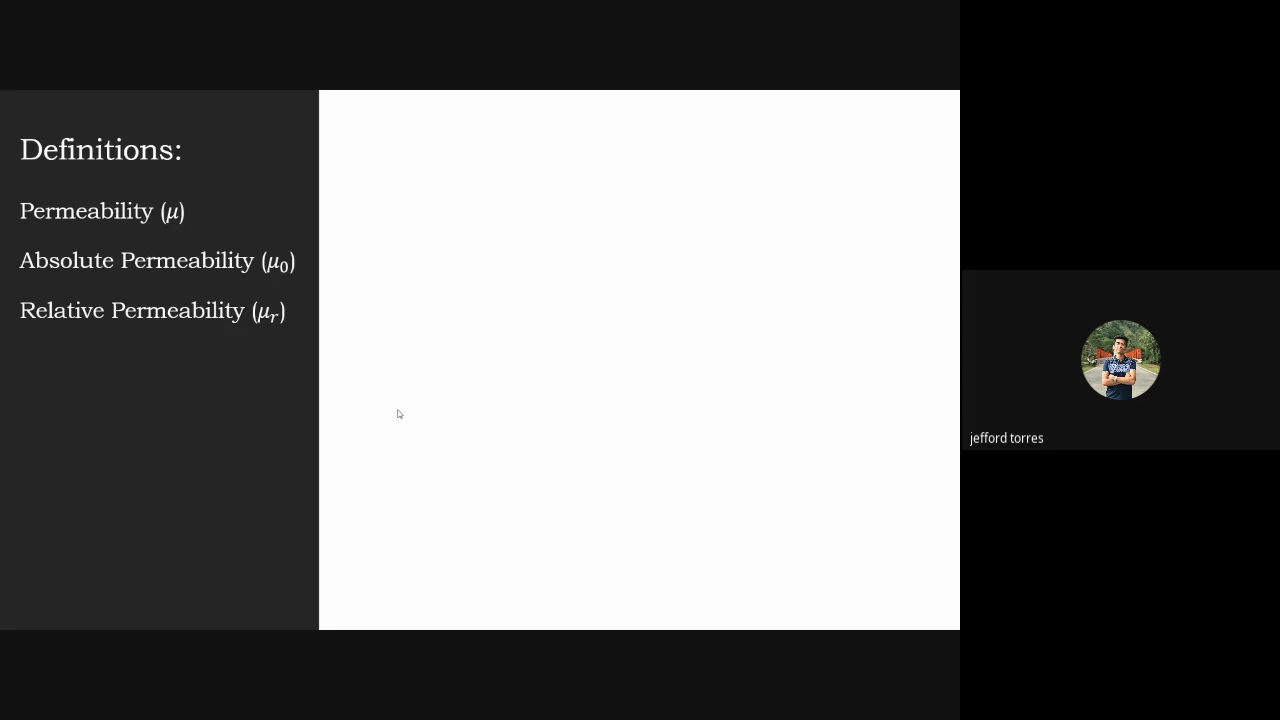 Definitions:
Permeability (μ)
Absolute Permeability (μ₀)
Relative Permeability (μᵣ)
jefford torres